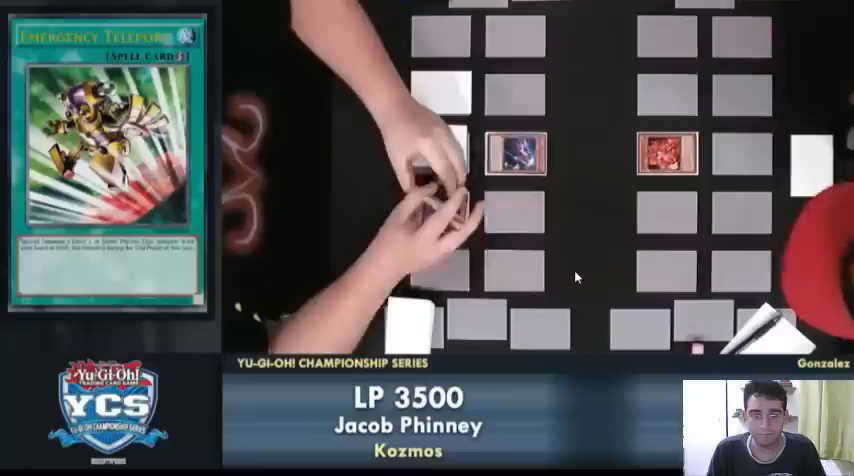 EMERGENCY TELEPORT
[SPELL CARD]
YU-GI-OH! CHAMPIONSHIP SERIES
Gonzalez
LP 3500
Jacob Phinney
Kozmos
Yu-Gi-Oh!
TRADING CARD GAME
YCS
YU-GI-OH! CHAMPIONSHIP SERIES